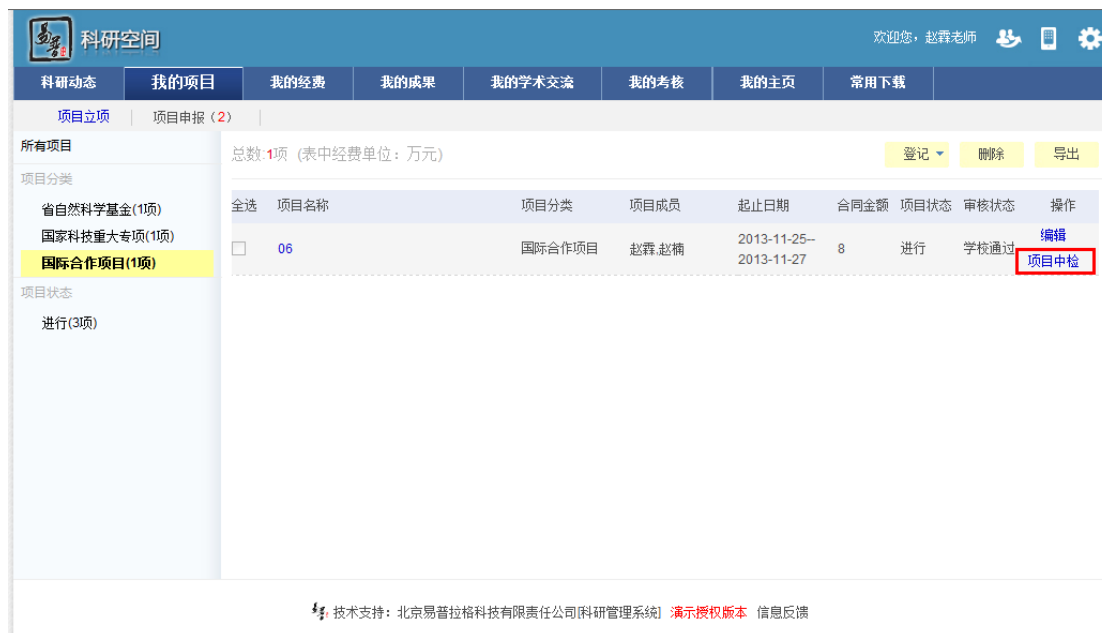 易普 科研空间 欢迎您，赵霖老师
科研动态 我的项目 我的经费 我的成果 我的学术交流 我的考核 我的主页 常用下载
项目立项 项目申报（2）
所有项目
总数:1项 (表中经费单位：万元) 登记 删除 导出
项目分类
省自然科学基金(1项)
国家科技重大专项(1项)
国际合作项目(1项)
项目状态
进行(3项)
全选 项目名称 项目分类 项目成员 起止日期 合同金额 项目状态 审核状态 操作
06 国际合作项目 赵霖,赵楠 2013-11-25--
2013-11-27 8 进行 学校通过 编辑
项目中检
易普 技术支持：北京易普拉格科技有限责任公司[科研管理系统] 演示授权版本 信息反馈